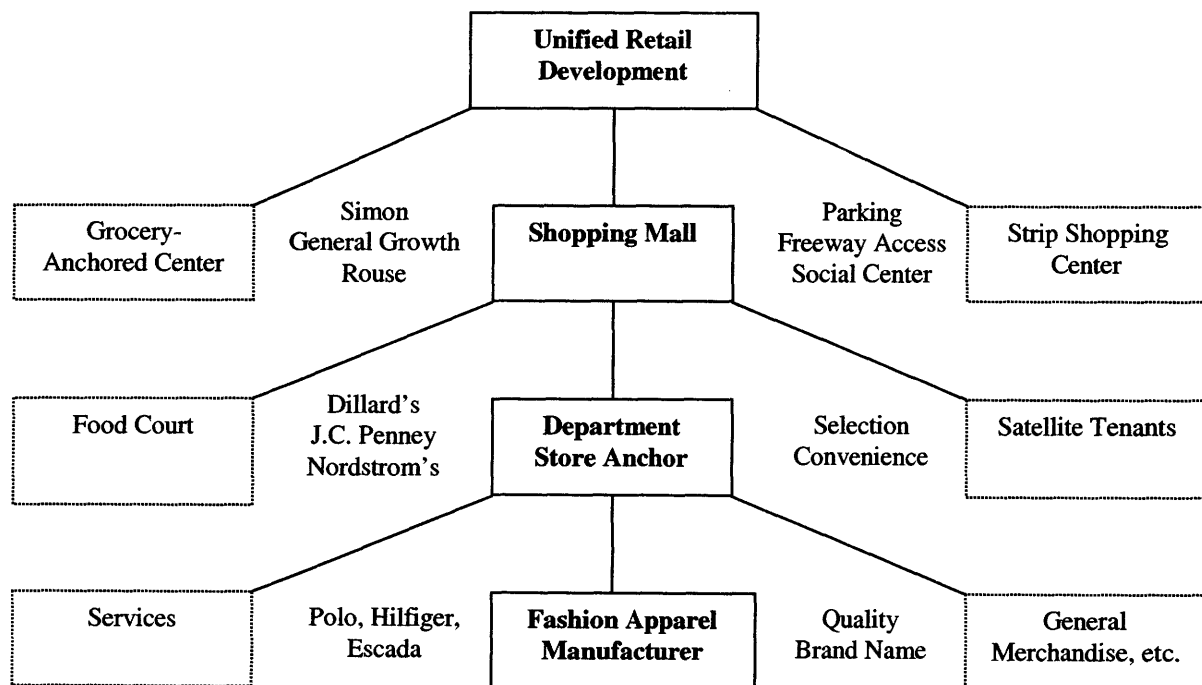 Unified Retail
Development
Grocery-
Anchored Center
Simon
General Growth
Rouse
Shopping Mall
Parking
Freeway Access
Social Center
Strip Shopping
Center
Food Court
Dillard's
J.C. Penney
Nordstrom's
Department
Store Anchor
Selection
Convenience
Satellite Tenants
Services
Polo, Hilfiger,
Escada
Fashion Apparel
Manufacturer
Quality
Brand Name
General
Merchandise, etc.